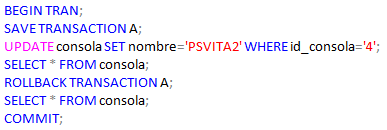 BEGIN TRAN;
SAVE TRANSACTION A;
UPDATE consola SET nombre='PSVITA2' WHERE id_consola='4';
SELECT * FROM consola;
ROLLBACK TRANSACTION A;
SELECT * FROM consola;
COMMIT;